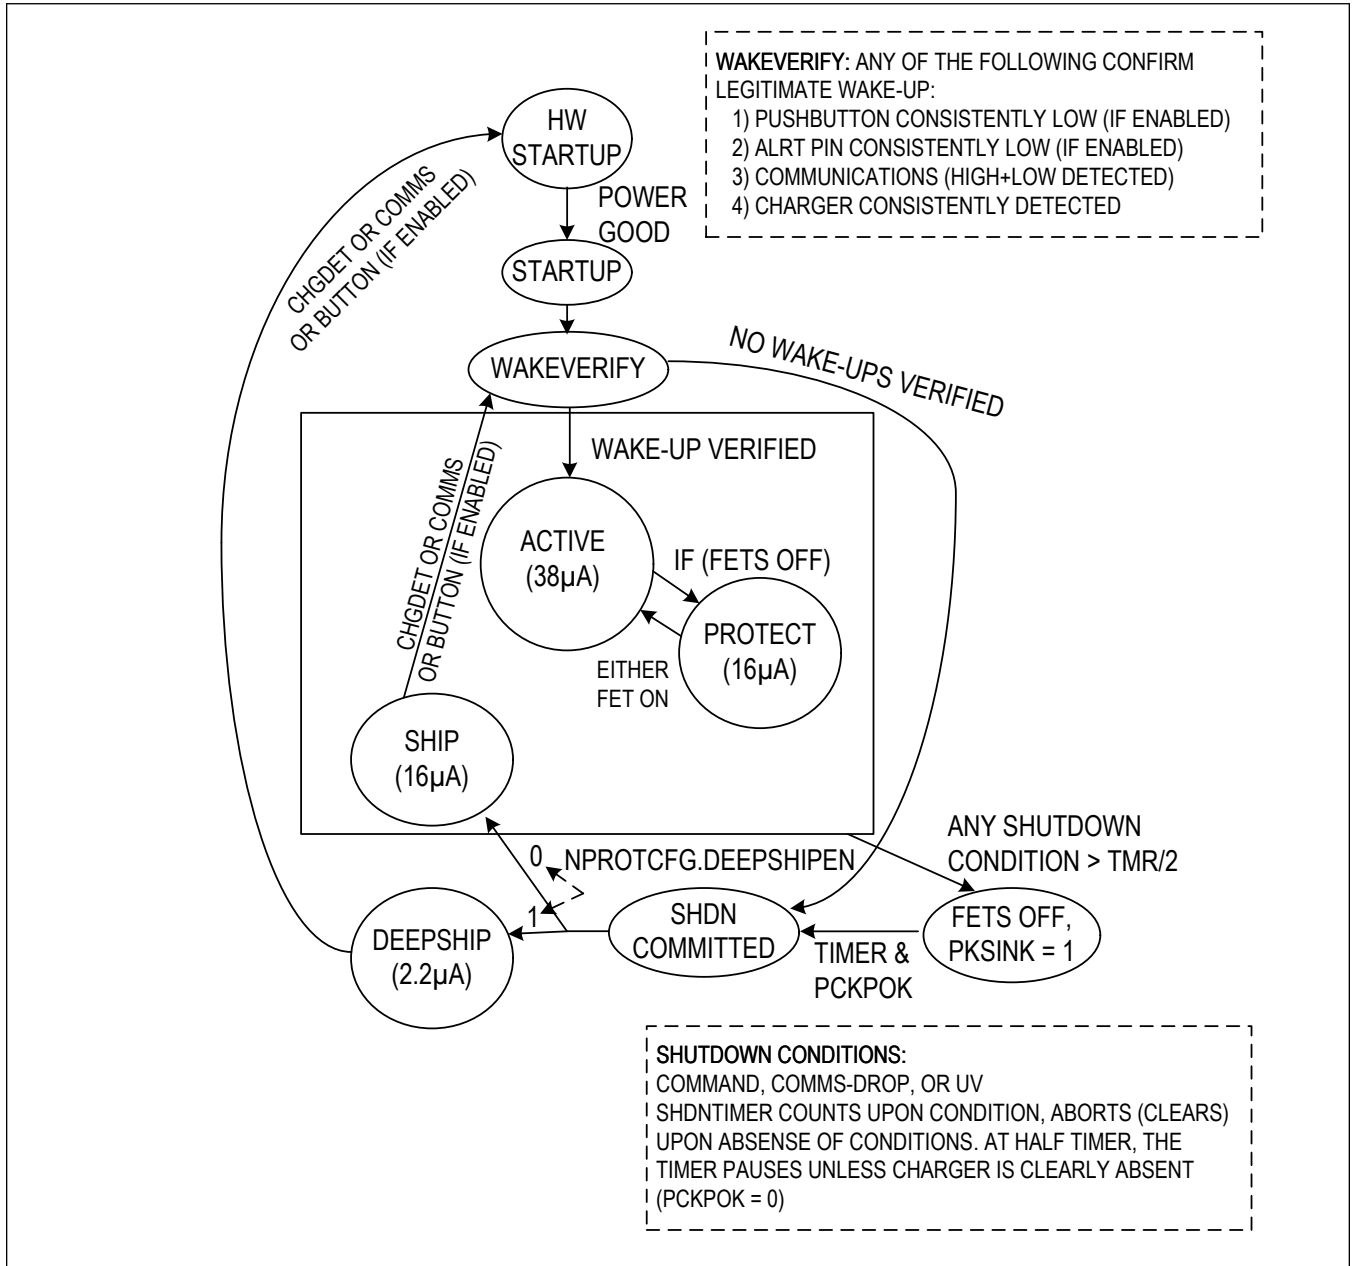 WAKEVERIFY: ANY OF THE FOLLOWING CONFIRM
LEGITIMATE WAKE-UP:
1) PUSHBUTTON CONSISTENTLY LOW (IF ENABLED)
2) ALRT PIN CONSISTENTLY LOW (IF ENABLED)
3) COMMUNICATIONS (HIGH+LOW DETECTED)
4) CHARGER CONSISTENTLY DETECTED
HW
STARTUP
POWER
GOOD
CHGDET OR COMMS
OR BUTTON (IF ENABLED)
STARTUP
WAKEVERIFY
NO WAKE-UPS VERIFIED
WAKE-UP VERIFIED
CHGDET OR COMMS
OR BUTTON (IF ENABLED)
ACTIVE
(38µA)
IF (FETS OFF)
PROTECT
(16µA)
EITHER
FET ON
SHIP
(16µA)
ANY SHUTDOWN
CONDITION > TMR/2
0
NPROTCFG.DEEPSHIPEN
1
DEEPSHIP
(2.2µA)
SHDN
COMMITTED
TIMER &
PCKPOK
FETS OFF,
PKSINK = 1
SHUTDOWN CONDITIONS:
COMMAND, COMMS-DROP, OR UV
SHDNTIMER COUNTS UPON CONDITION, ABORTS (CLEARS)
UPON ABSENSE OF CONDITIONS. AT HALF TIMER, THE
TIMER PAUSES UNLESS CHARGER IS CLEARLY ABSENT
(PCKPOK = 0)